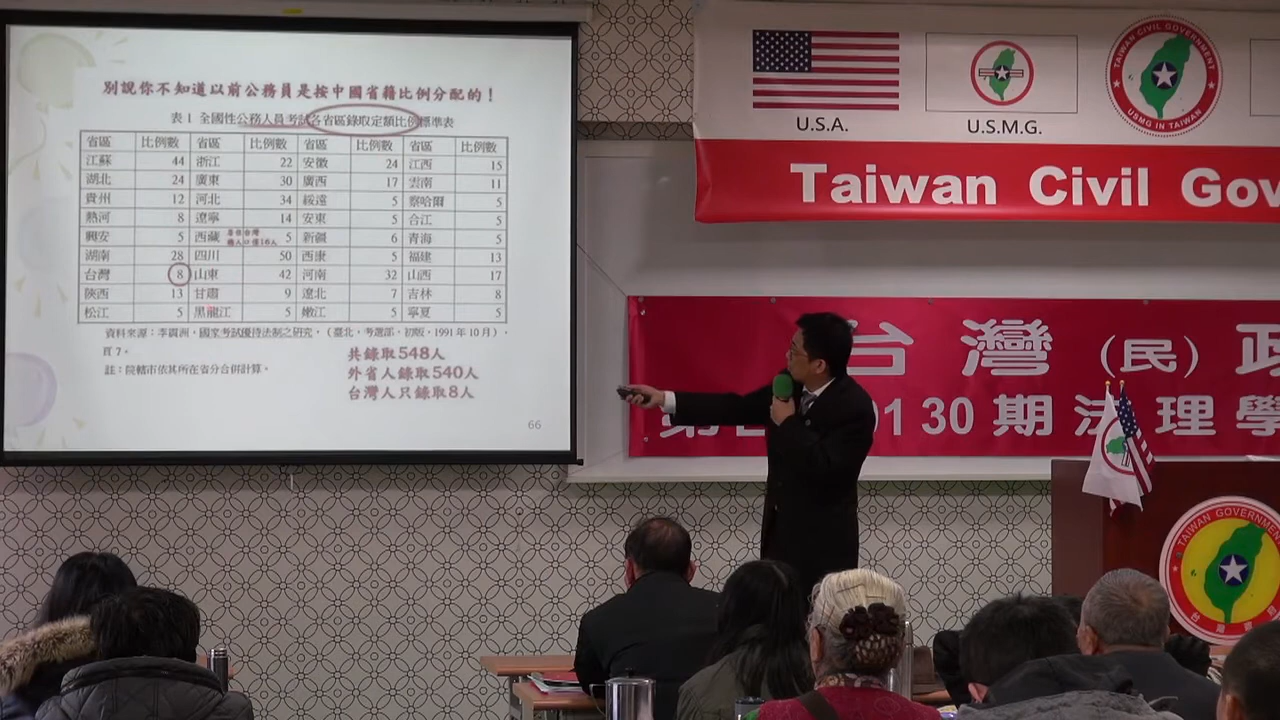 別說你不知道以前公務員是按中國省籍比例分配的！
表 1 全國性公務人員考試各省區錄取定額比例標準表
省區 比例數 省區 比例數 省區 比例數 省區 比例數
江蘇 44 浙江 22 安徽 24 江西 15
湖北 24 廣東 30 廣西 17 雲南 11
貴州 12 河北 34 綏遠 5 察哈爾 5
熱河 8 遼寧 14 安東 5 合江 5
興安 5 西藏 5 新疆 6 青海 5
湖南 28 四川 50 西康 5 福建 13
台灣 8 山東 42 河南 32 山西 17
陝西 13 甘肅 9 遼北 7 吉林 8
松江 5 黑龍江 5 嫩江 5 寧夏 5
資料來源：李震洲，國家考試優待法制之研究，（臺北，考選部，初版，1991 年 10 月），
頁 7。
註：院轄市依其所在省分合併計算。
共錄取548人
外省人錄取540人
台灣人只錄取8人
66
TAIWAN CIVIL GOVERNMENT
USMG IN TAIWAN
U.S.A.
U.S.M.G.
Taiwan Civil Gov
台灣（民）政
130期法理學
TAIWAN GOVERNMENT